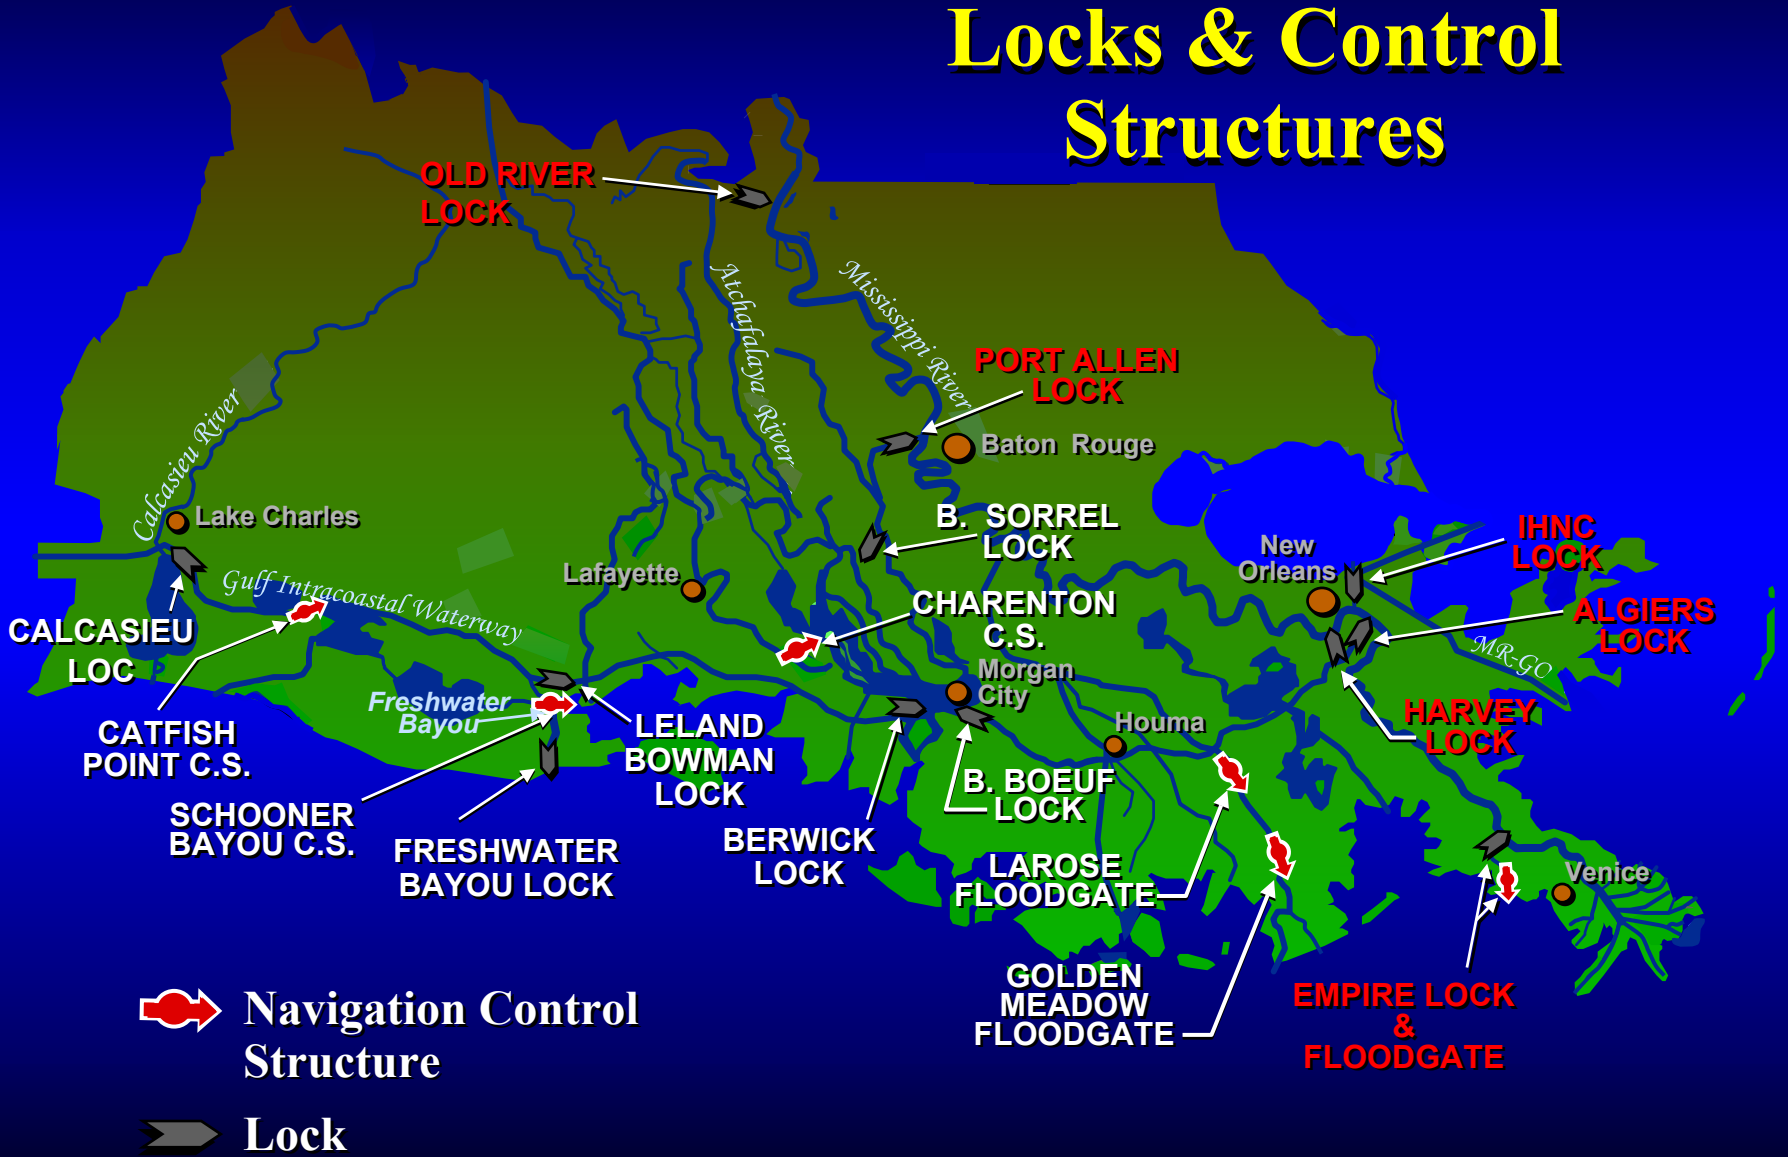 Locks & Control
Structures
OLD RIVER
LOCK
Atchafalaya River
Mississippi River
PORT ALLEN
LOCK
Baton Rouge
Calcasieu River
Lake Charles
B. SORREL
LOCK
IHNC
LOCK
New
Orleans
Lafayette
Gulf Intracoastal Waterway
CALCASIEU
LOC
CHARENTON
C.S.
ALGIERS
LOCK
MR-GO
Morgan
City
Freshwater
Bayou
HARVEY
LOCK
Houma
CATFISH
POINT C.S.
LELAND
BOWMAN
LOCK
B. BOEUF
LOCK
SCHOONER
BAYOU C.S.
FRESHWATER
BAYOU LOCK
BERWICK
LOCK
LAROSE
FLOODGATE
Venice
GOLDEN
MEADOW
FLOODGATE
EMPIRE LOCK
&
FLOODGATE
Navigation Control
Structure
Lock